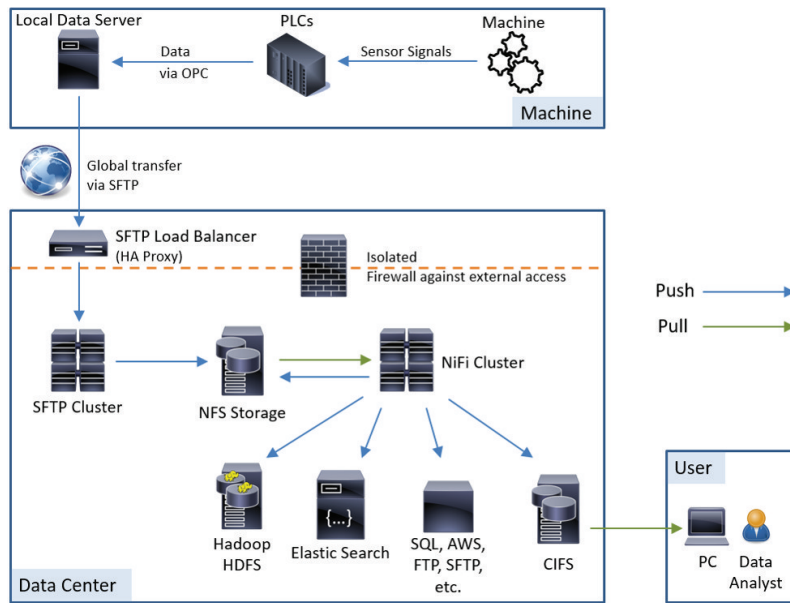 Local Data Server
PLCs
Machine
Data
via OPC
Sensor Signals
Machine
Global transfer
via SFTP
SFTP Load Balancer
(HA Proxy)
Isolated
Firewall against external access
Push
Pull
SFTP Cluster
NFS Storage
NiFi Cluster
{...}
Hadoop
HDFS
Elastic Search
SQL, AWS,
FTP, SFTP,
etc.
CIFS
Data Center
User
PC
Data
Analyst